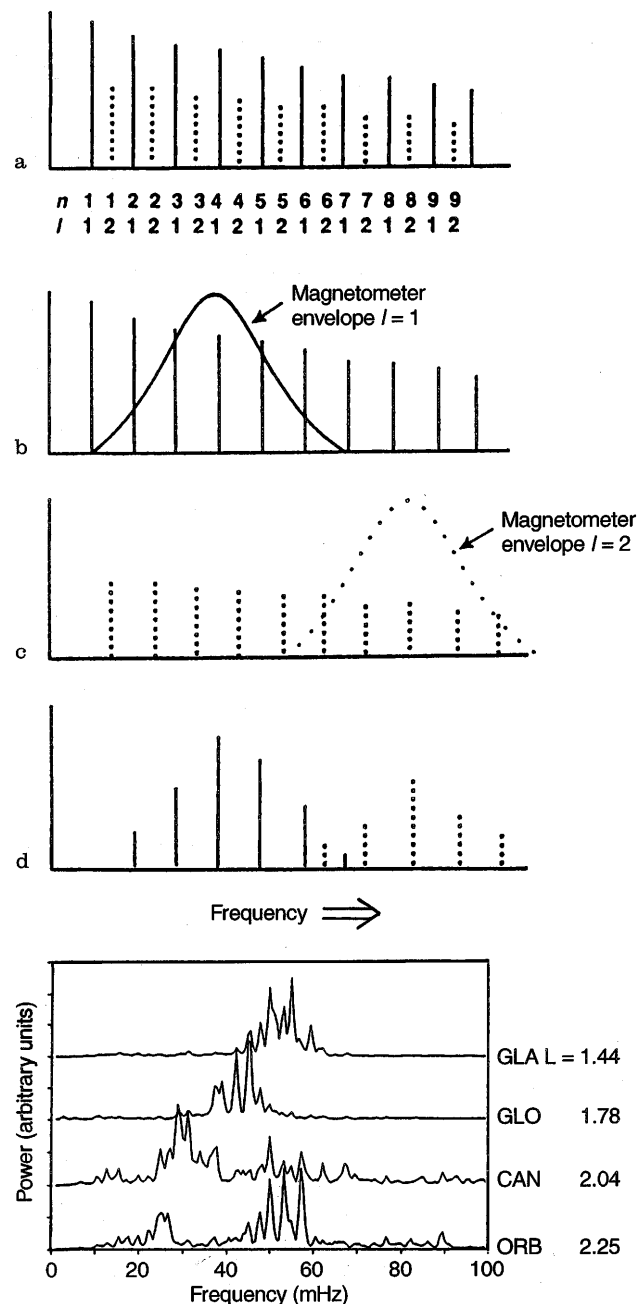 a
n 1 1 2 2 3 3 4 4 5 5 6 6 7 7 8 8 9 9
l 1 2 1 2 1 2 1 2 1 2 1 2 1 2 1 2 1 2
Magnetometer
envelope l = 1
b
Magnetometer
envelope l = 2
c
d
Frequency
Power (arbitrary units)
GLA L = 1.44
GLO 1.78
CAN 2.04
ORB 2.25
0 20 40 60 80 100
Frequency (mHz)